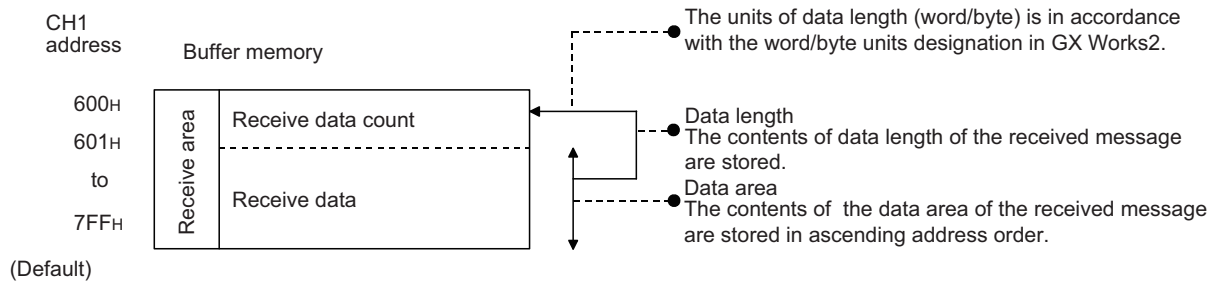 CH1
address
Buffer memory
The units of data length (word/byte) is in accordance
with the word/byte units designation in GX Works2.
600H
601H
to
7FFH
(Default)
Receive area
Receive data count
Receive data
Data length
The contents of data length of the received message
are stored.
Data area
The contents of the data area of the received message
are stored in ascending address order.